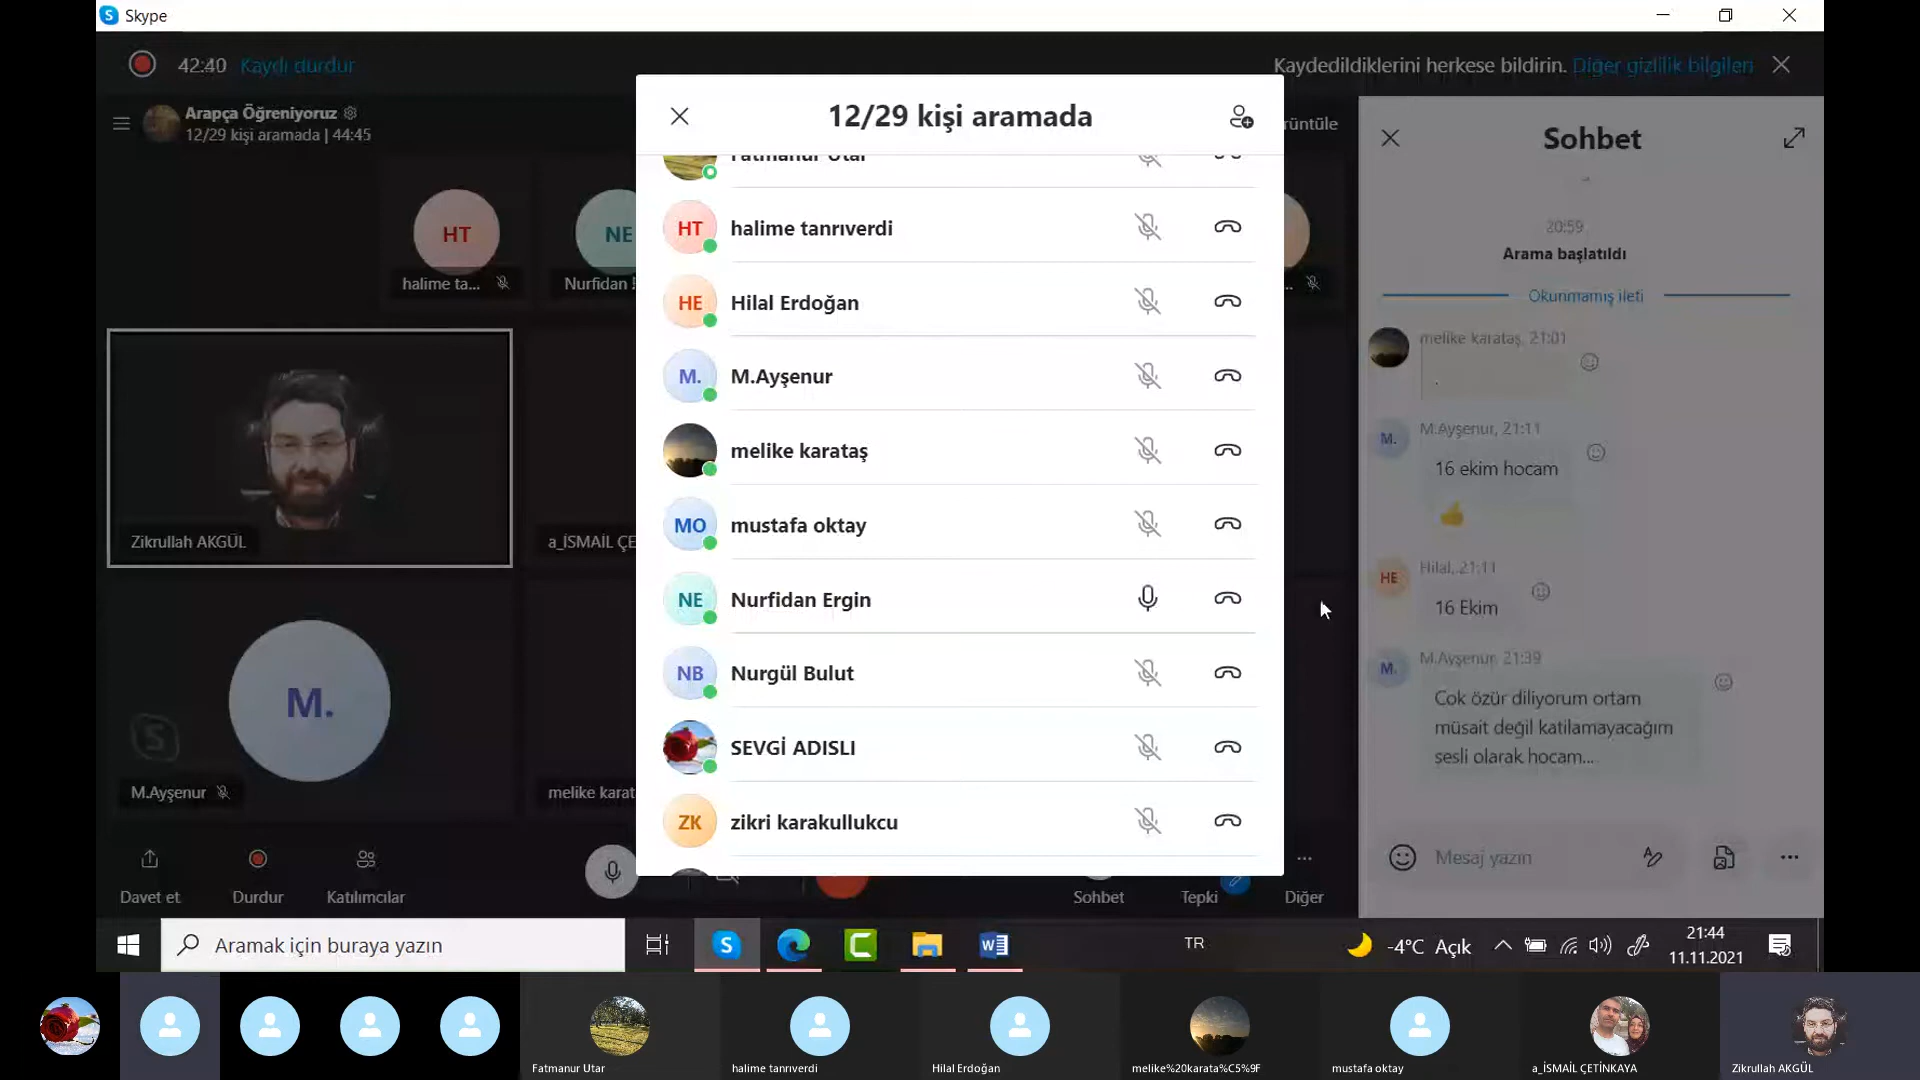 Skype
42:40 Kaydı durdur
Kaydedildiklerini herkese bildirin. Diğer gizlilik bilgileri
Arapça Öğreniyoruz
12/29 kişi aramada | 44:45
12/29 kişi aramada
Fatmanur Utar
HT halime tanrıverdi
HE Hilal Erdoğan
M. M.Ayşenur
melike karataş
MO mustafa oktay
NE Nurfidan Ergin
NB Nurgül Bulut
SEVGİ ADISLI
ZK zikri karakullukcu
HT
halime ta...
NE
Nurfidan
Zikrullah AKGÜL
a_İSMAİL ÇE
M.
M.Ayşenur
melike karat
Davet et
Durdur
Katılımcılar
Sohbet
Tepki
Diğer
Sohbet
20:59
Arama başlatıldı
Okunmamış ileti
melike karataş, 21:01
.
M.
M.Ayşenur, 21:11
16 ekim hocam
HE
Hilal, 21:11
16 Ekim
M.
M.Ayşenur, 21:39
Cok özür diliyorum ortam
müsait değil katılamayacağım
sesli olarak hocam...
Mesaj yazın
Aramak için buraya yazın
TR
-4°C Açık
21:44
11.11.2021
Fatmanur Utar
halime tanrıverdi
Hilal Erdoğan
melike%20karata%C5%9F
mustafa oktay
a_İSMAİL ÇETİNKAYA
Zikrullah AKGÜL